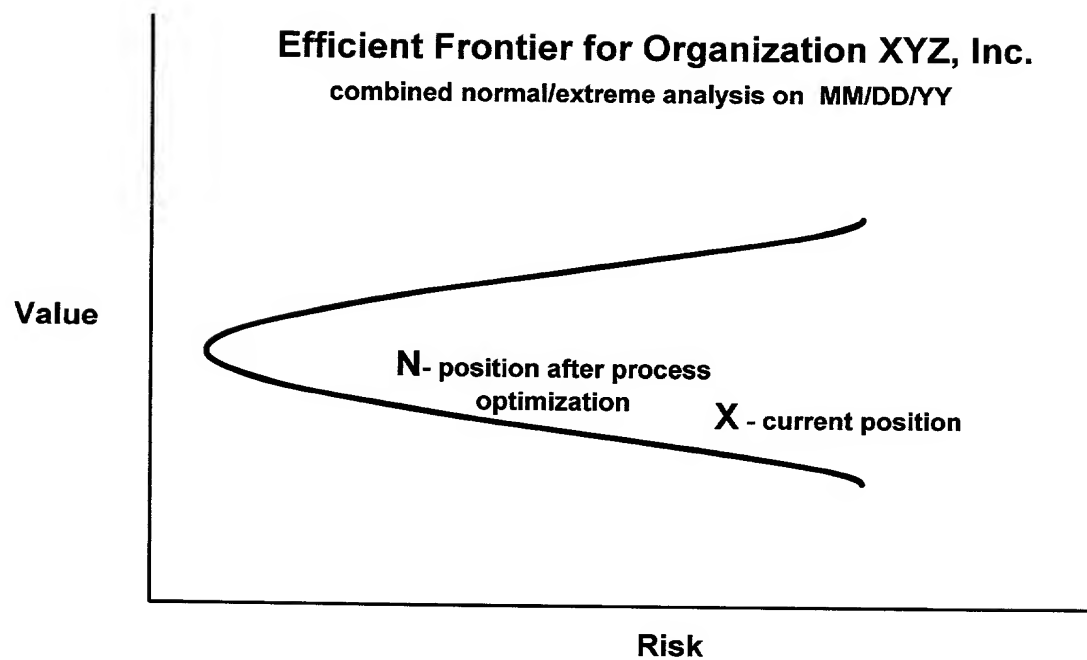 Efficient Frontier for Organization XYZ, Inc.
combined normal/extreme analysis on MM/DD/YY
Value
N- position after process
optimization
X - current position
Risk